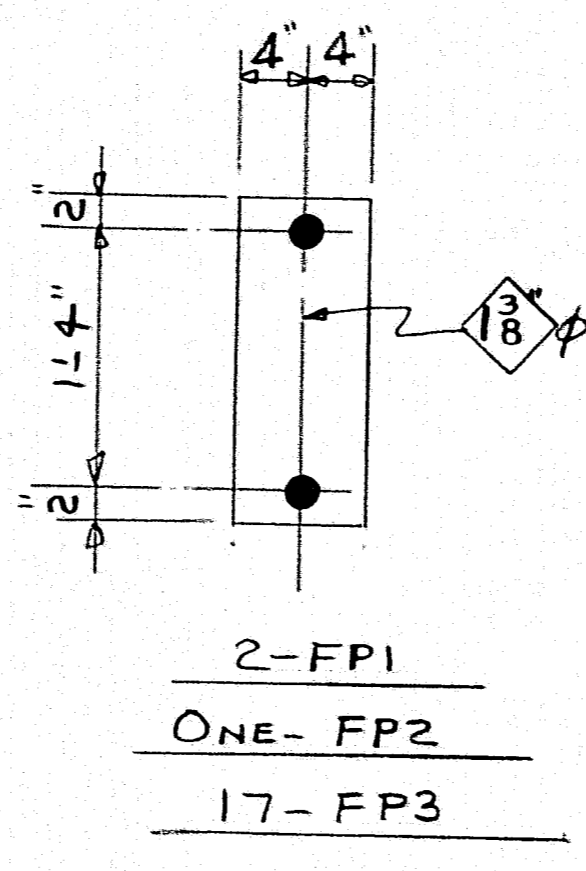 4" 4"
2"
1'-4"
2"
1 3/8" ϕ
2-FP1
ONE- FP2
17-FP3